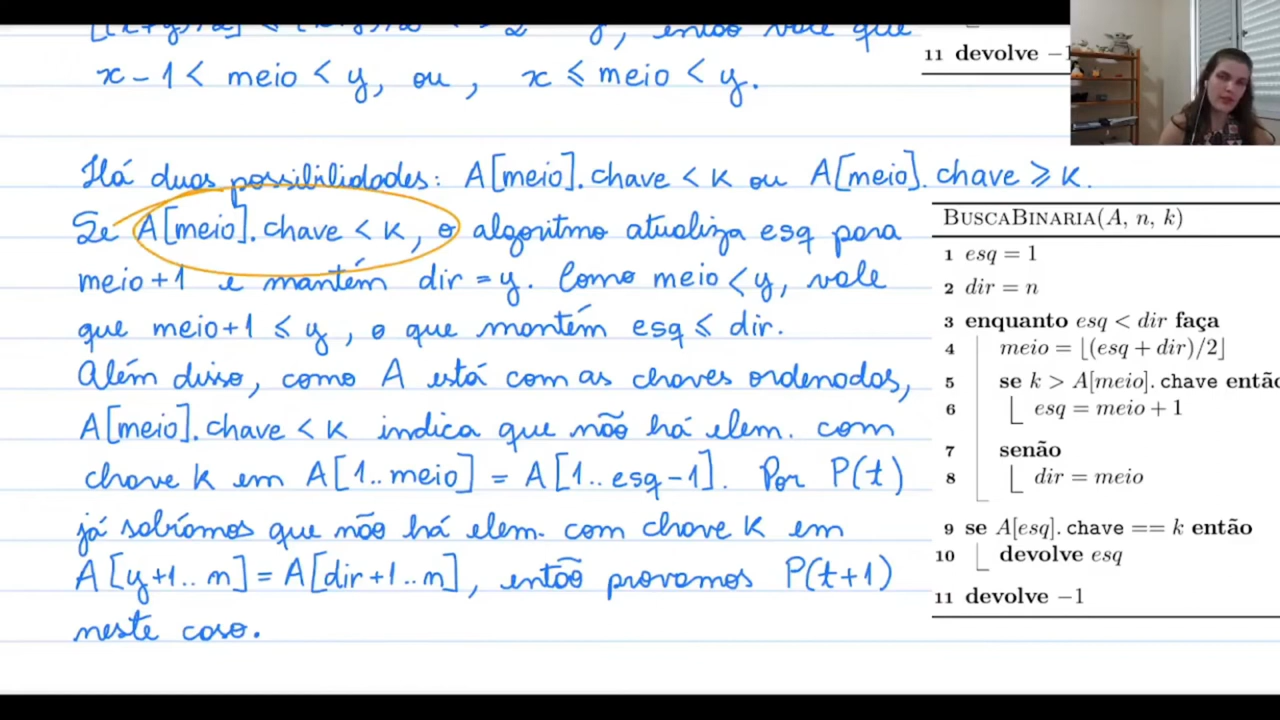 então vale que
x-1 < meio < y, ou, x ≤ meio < y.
Há duas possibilidades: A[meio].chave < K ou A[meio].chave ≥ K.
Se A[meio].chave < K, o algoritmo atualiza esq para
meio+1 e mantém dir = y. Como meio < y, vale
que meio+1 ≤ y, o que mantém esq ≤ dir.
Além disso, como A está com as chaves ordenadas,
A[meio].chave < K indica que não há elem. com
chave K em A[1..meio] = A[1..esq-1]. Por P(t)
já sabíamos que não há elem. com chave K em
A[y+1..n] = A[dir+1..n], então provamos P(t+1)
neste caso.
11 devolve −1
BUSCABINARIA(A, n, k)
1 esq = 1
2 dir = n
3 enquanto esq < dir faça
4 meio = ⌊(esq + dir)/2⌋
5 se k > A[meio].chave então
6 esq = meio + 1
7 senão
8 dir = meio
9 se A[esq].chave == k então
10 devolve esq
11 devolve −1